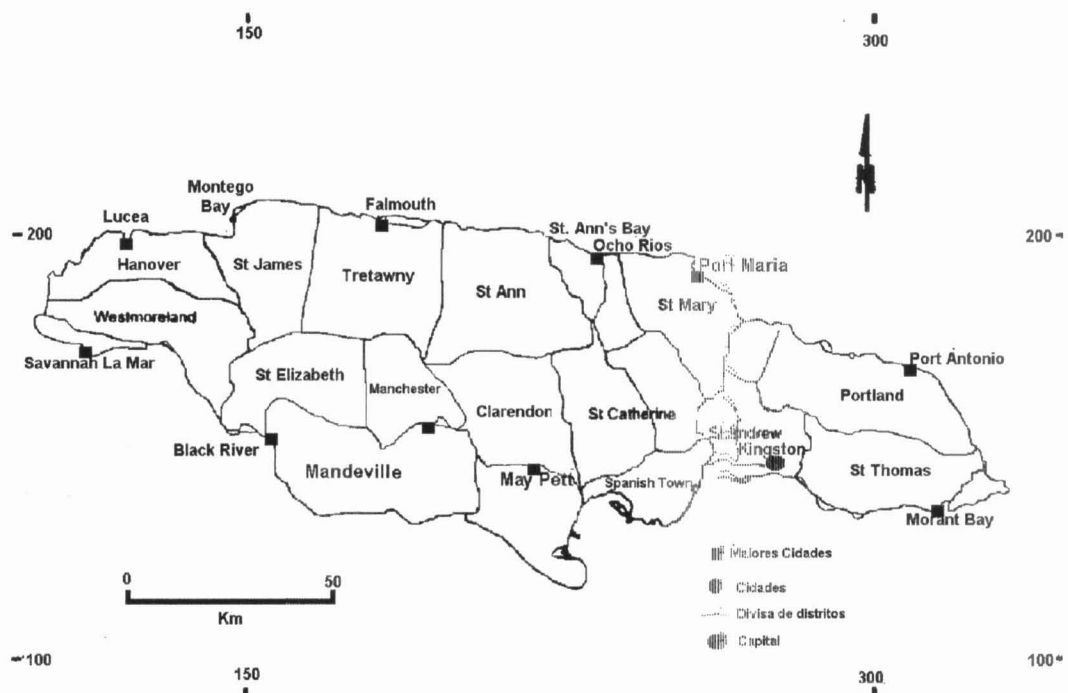 150
300
Montego
Bay
Falmouth
Lucea
St. Ann's Bay
200
200
Ocho Rios
Hanover
St James
Tretawny
Port Maria
St Ann
St Mary
Westmoreland
Savannah La Mar
Port Antonio
St Elizabeth
Manchester
Portland
Clarendon
St Catherine
St Andrew
Black River
Kingston
Mandeville
St Thomas
May Pett
Spanish Town
Morant Bay
Maiores Cidades
0
50
Cidades
Km
Divisa de distritos
Capital
100
100
150
300